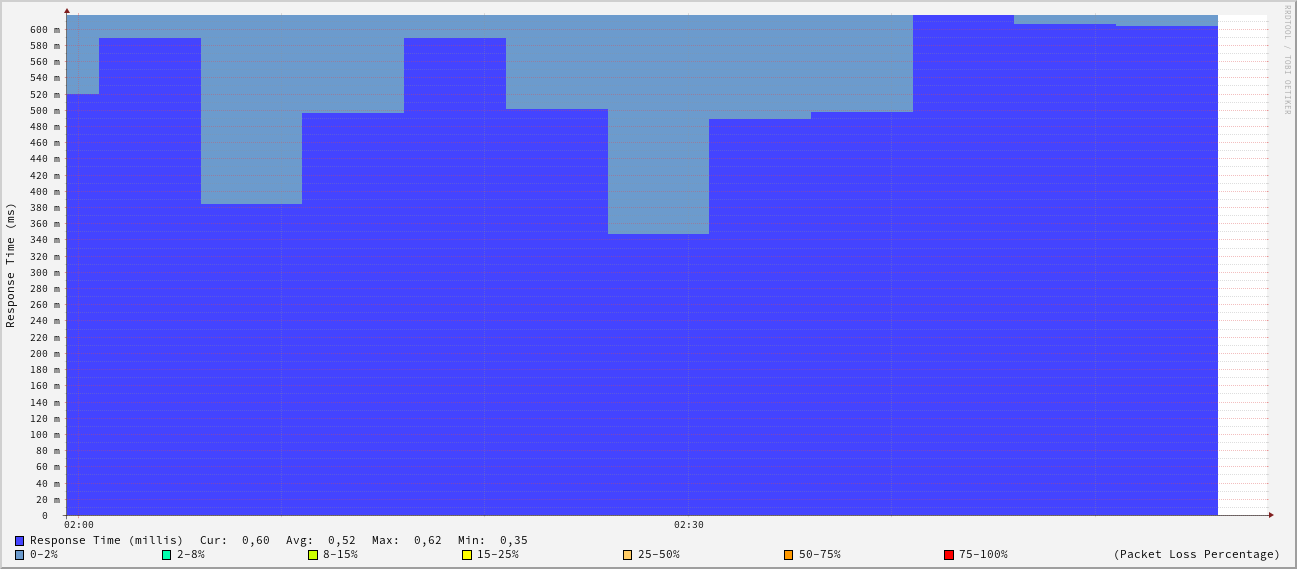 RRDTOOL / TOBI OETIKER
Response Time (ms)
600 m
580 m
560 m
540 m
520 m
500 m
480 m
460 m
440 m
420 m
400 m
380 m
360 m
340 m
320 m
300 m
280 m
260 m
240 m
220 m
200 m
180 m
160 m
140 m
120 m
100 m
80 m
60 m
40 m
20 m
0
02:00 02:30
Response Time (millis) Cur: 0,60 Avg: 0,52 Max: 0,62 Min: 0,35
0-2% 2-8% 8-15% 15-25% 25-50% 50-75% 75-100% (Packet Loss Percentage)